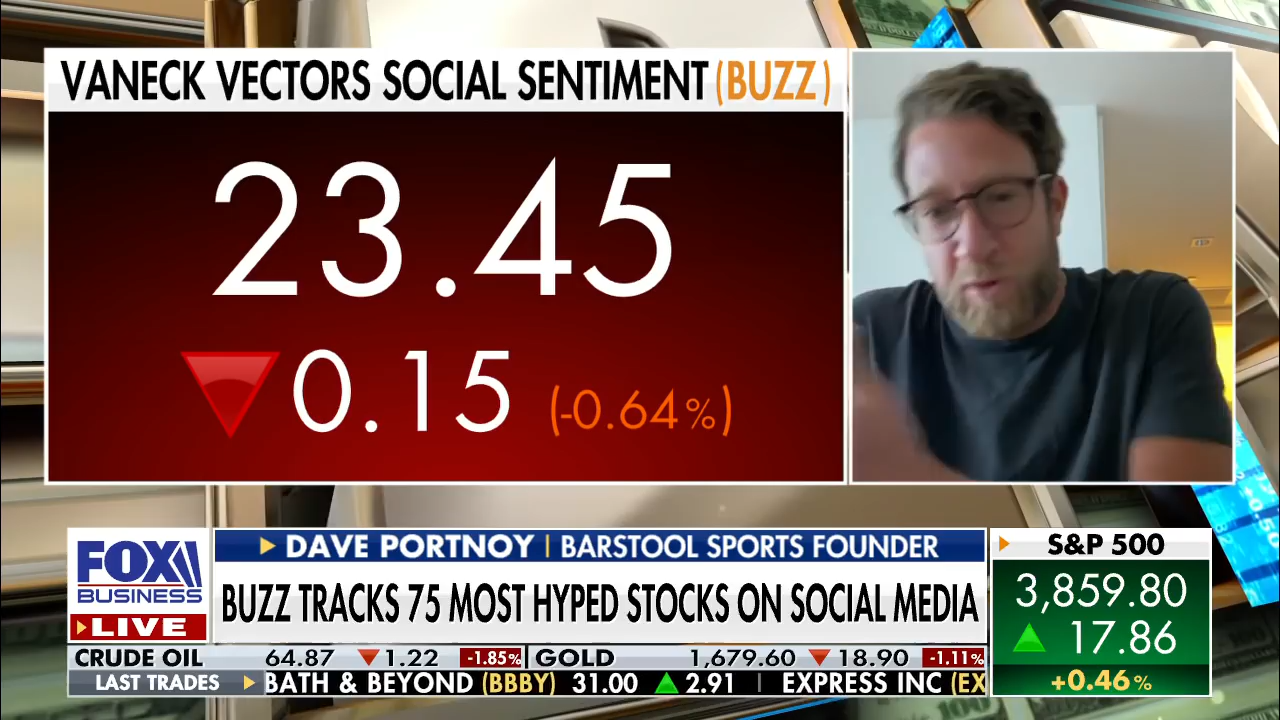 VANECK VECTORS SOCIAL SENTIMENT (BUZZ)
23.45
▼ 0.15 (-0.64%)
FOX
BUSINESS
LIVE
DAVE PORTNOY | BARSTOOL SPORTS FOUNDER
BUZZ TRACKS 75 MOST HYPED STOCKS ON SOCIAL MEDIA
S&P 500
3,859.80
▲ 17.86
+0.46%
CRUDE OIL 64.87 ▼ 1.22 -1.85% GOLD 1,679.60 ▼ 18.90 -1.11%
LAST TRADES BATH & BEYOND (BBBY) 31.00 ▲ 2.91 | EXPRESS INC (EX